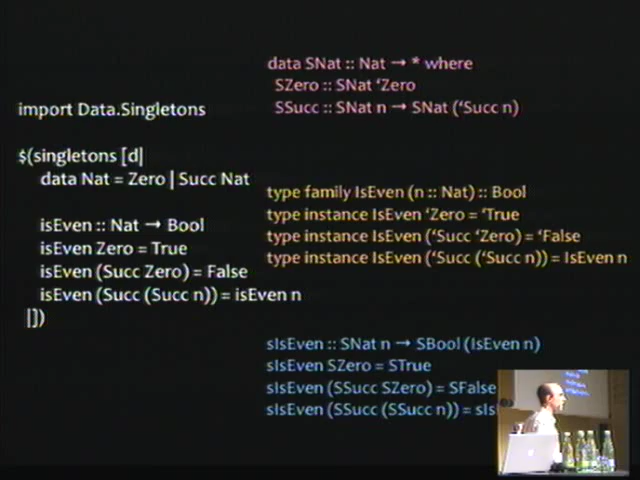 import Data.Singletons
$(singletons [d|
data Nat = Zero | Succ Nat
isEven :: Nat → Bool
isEven Zero = True
isEven (Succ Zero) = False
isEven (Succ (Succ n)) = isEven n
|])
data SNat :: Nat → * where
SZero :: SNat ‘Zero
SSucc :: SNat n → SNat (‘Succ n)
type family IsEven (n :: Nat) :: Bool
type instance IsEven ‘Zero = ‘True
type instance IsEven (‘Succ ‘Zero) = ‘False
type instance IsEven (‘Succ (‘Succ n)) = IsEven n
sIsEven :: SNat n → SBool (IsEven n)
sIsEven SZero = STrue
sIsEven (SSucc SZero) = SFalse
sIsEven (SSucc (SSucc n)) =